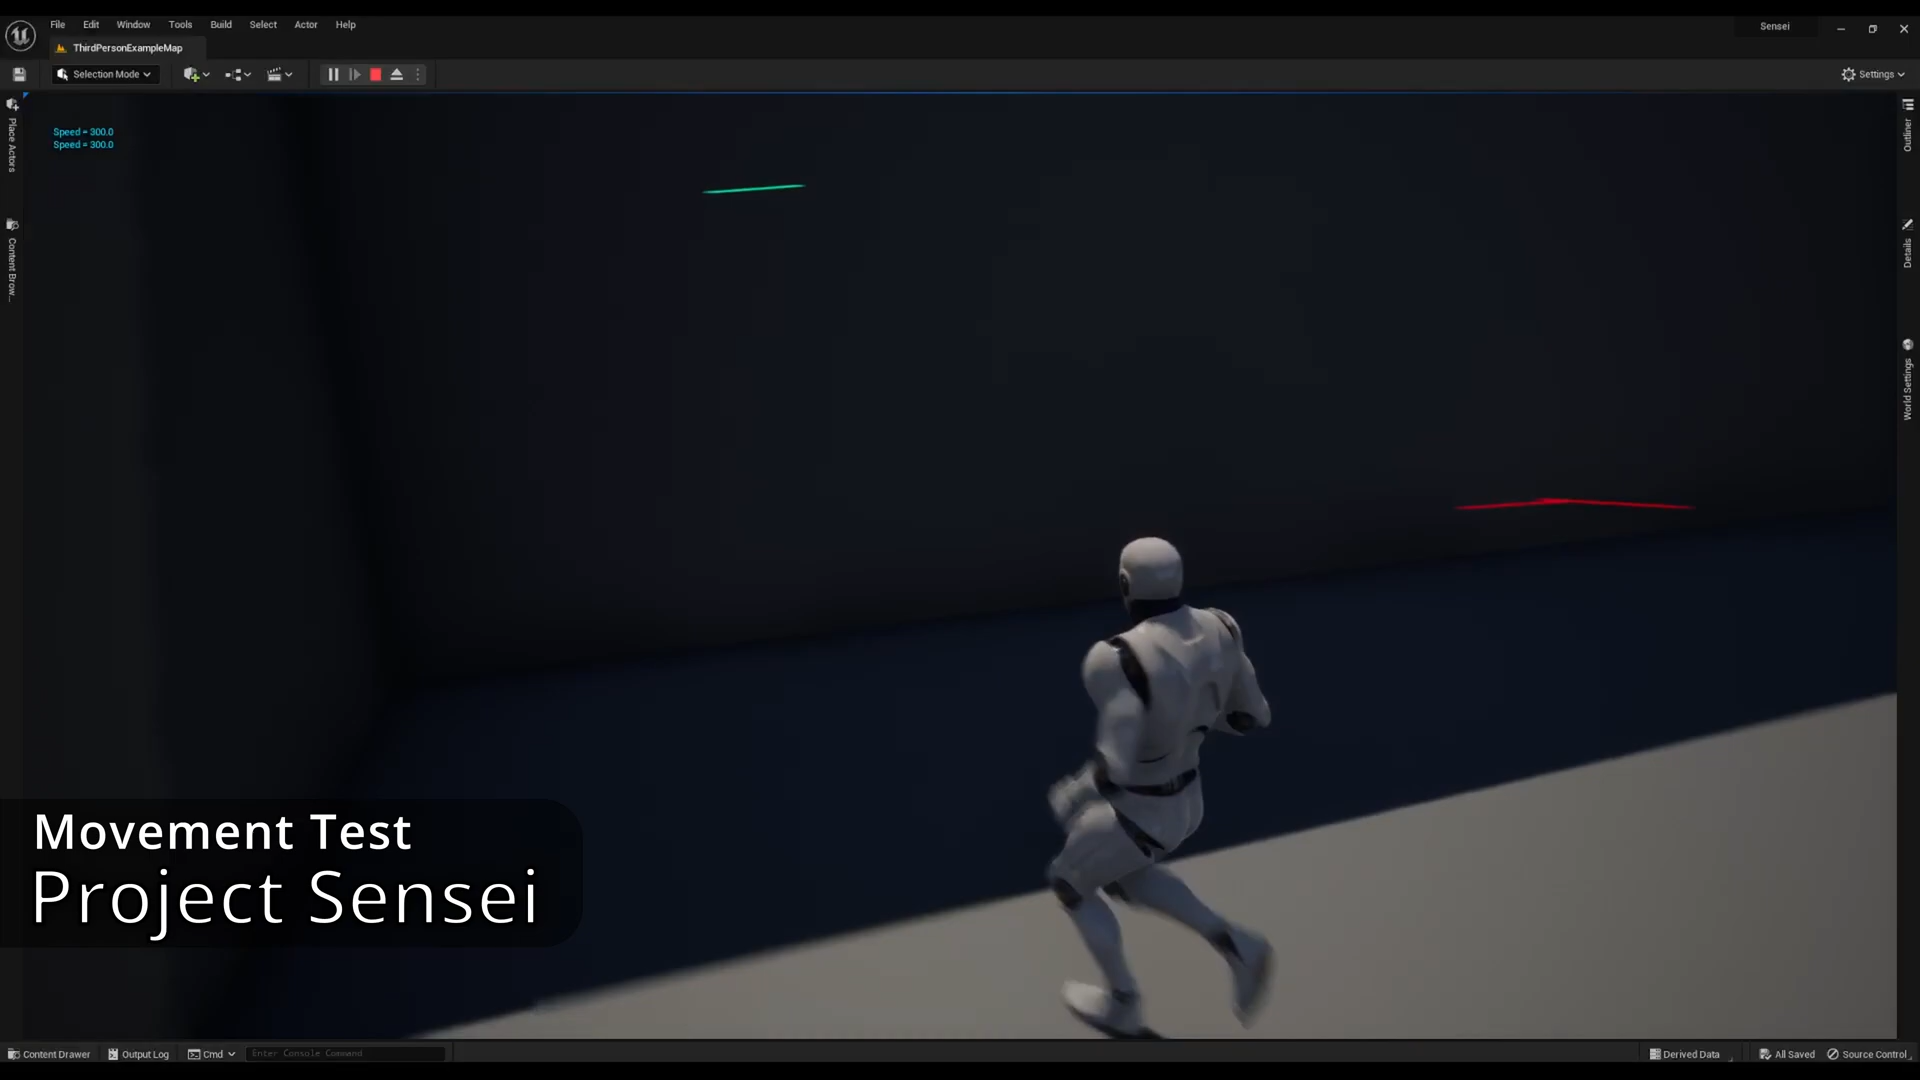 File Edit Window Tools Build Select Actor Help
Sensei
ThirdPersonExampleMap
Selection Mode
Settings
Place Actors
Content Brow...
Outliner
Details
World Settings
Speed = 300.0
Speed = 300.0
Movement Test
Project Sensei
Content Drawer Output Log Cmd Enter Console Command Derived Data All Saved Source Control